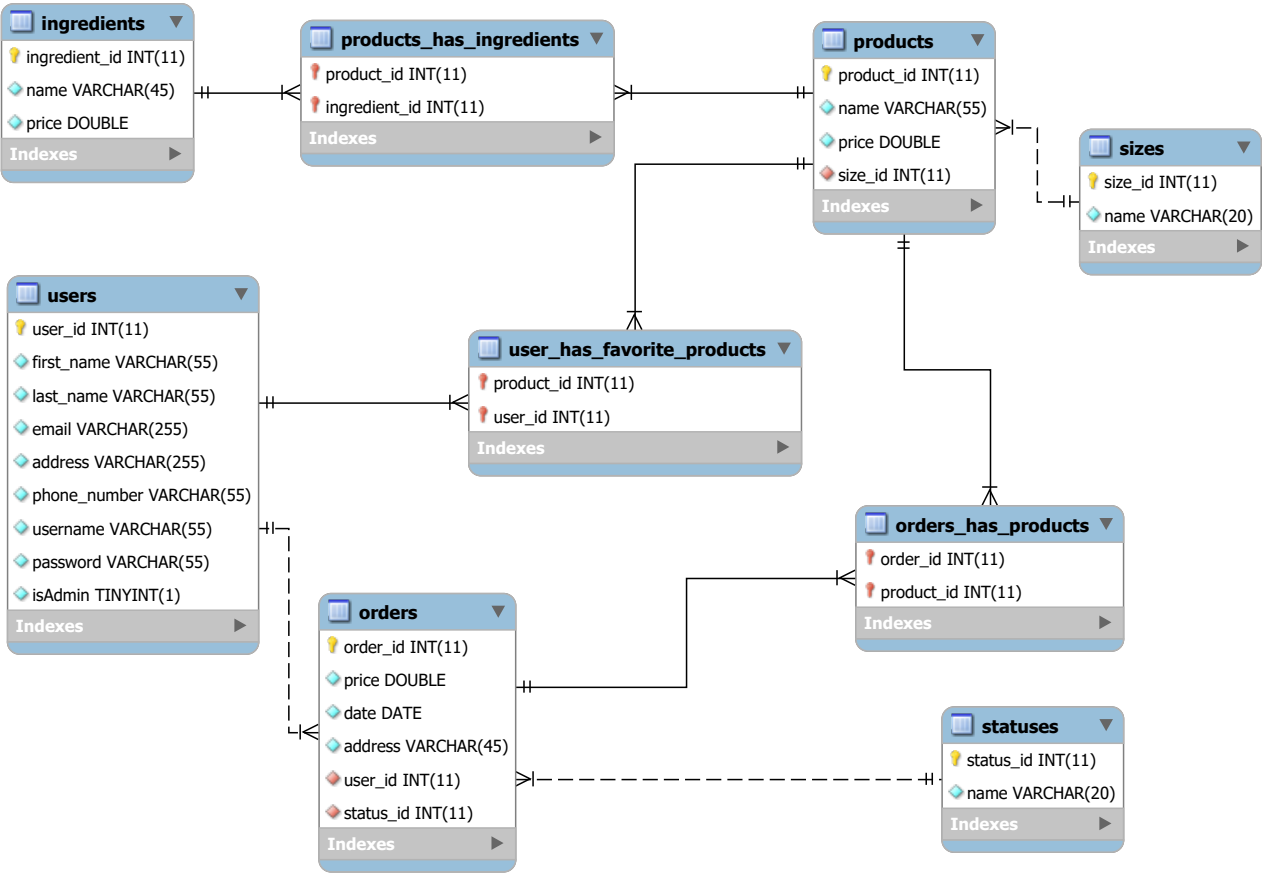 ingredients
ingredient_id INT(11)
name VARCHAR(45)
price DOUBLE
Indexes
products_has_ingredients
product_id INT(11)
ingredient_id INT(11)
Indexes
products
product_id INT(11)
name VARCHAR(55)
price DOUBLE
size_id INT(11)
Indexes
sizes
size_id INT(11)
name VARCHAR(20)
Indexes
users
user_id INT(11)
first_name VARCHAR(55)
last_name VARCHAR(55)
email VARCHAR(255)
address VARCHAR(255)
phone_number VARCHAR(55)
username VARCHAR(55)
password VARCHAR(55)
isAdmin TINYINT(1)
Indexes
user_has_favorite_products
product_id INT(11)
user_id INT(11)
Indexes
orders_has_products
order_id INT(11)
product_id INT(11)
Indexes
orders
order_id INT(11)
price DOUBLE
date DATE
address VARCHAR(45)
user_id INT(11)
status_id INT(11)
Indexes
statuses
status_id INT(11)
name VARCHAR(20)
Indexes